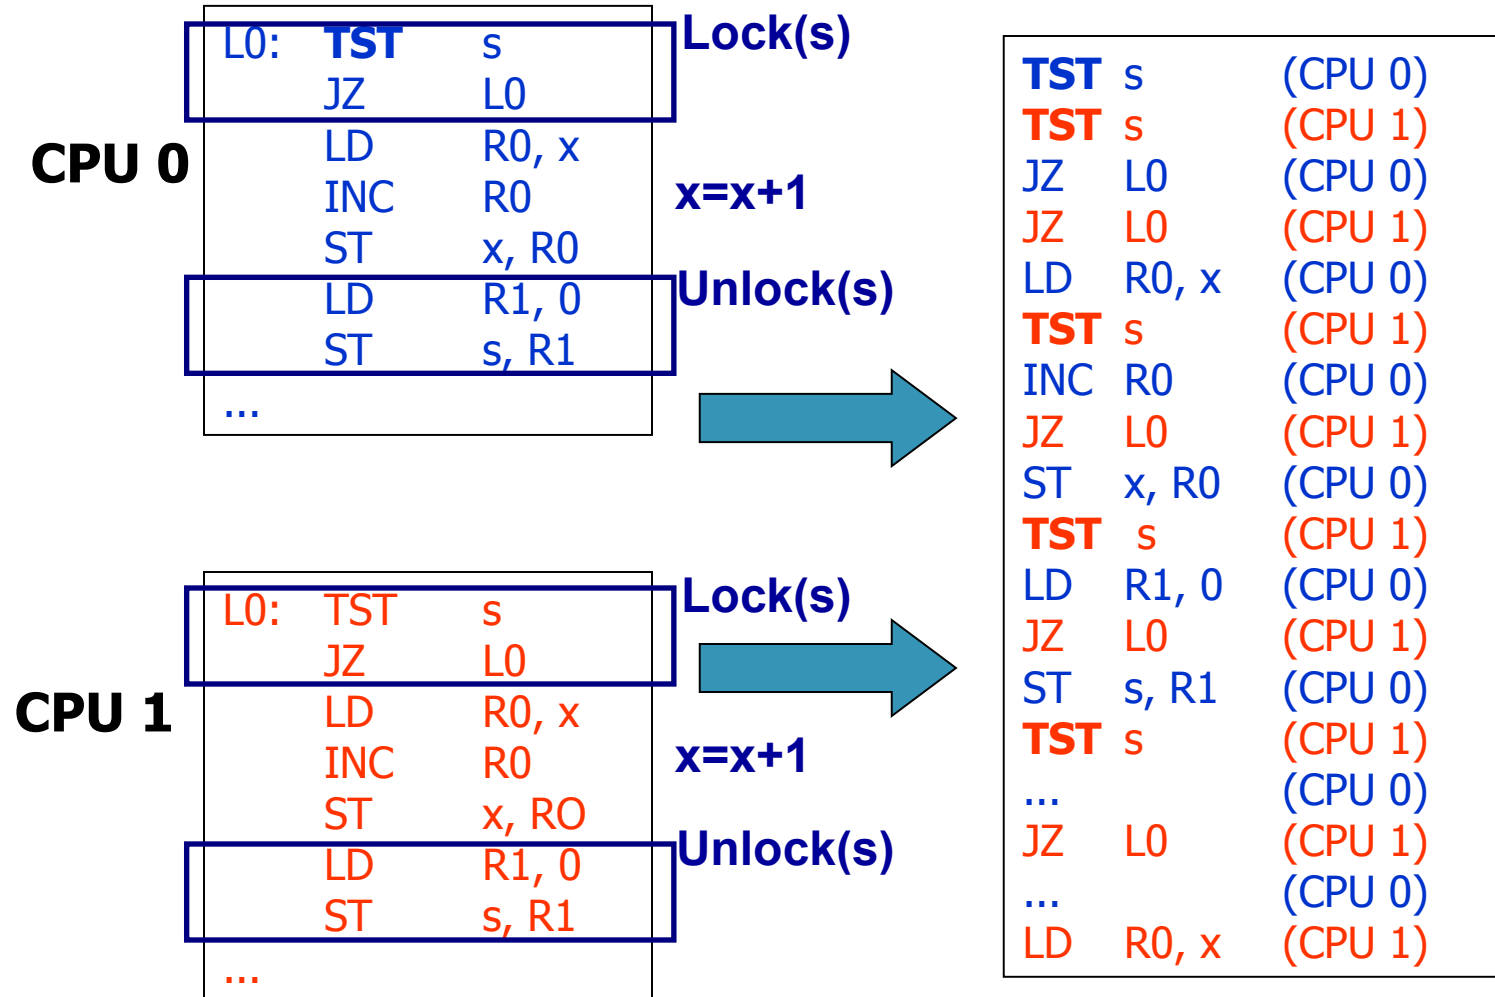 CPU 0
L0: TST s
JZ L0
LD R0, x
INC R0
ST x, R0
LD R1, 0
ST s, R1
...
Lock(s)
x=x+1
Unlock(s)
CPU 1
L0: TST s
JZ L0
LD R0, x
INC R0
ST x, RO
LD R1, 0
ST s, R1
...
Lock(s)
x=x+1
Unlock(s)
TST s (CPU 0)
TST s (CPU 1)
JZ L0 (CPU 0)
JZ L0 (CPU 1)
LD R0, x (CPU 0)
TST s (CPU 1)
INC R0 (CPU 0)
JZ L0 (CPU 1)
ST x, R0 (CPU 0)
TST s (CPU 1)
LD R1, 0 (CPU 0)
JZ L0 (CPU 1)
ST s, R1 (CPU 0)
TST s (CPU 1)
... (CPU 0)
JZ L0 (CPU 1)
... (CPU 0)
LD R0, x (CPU 1)